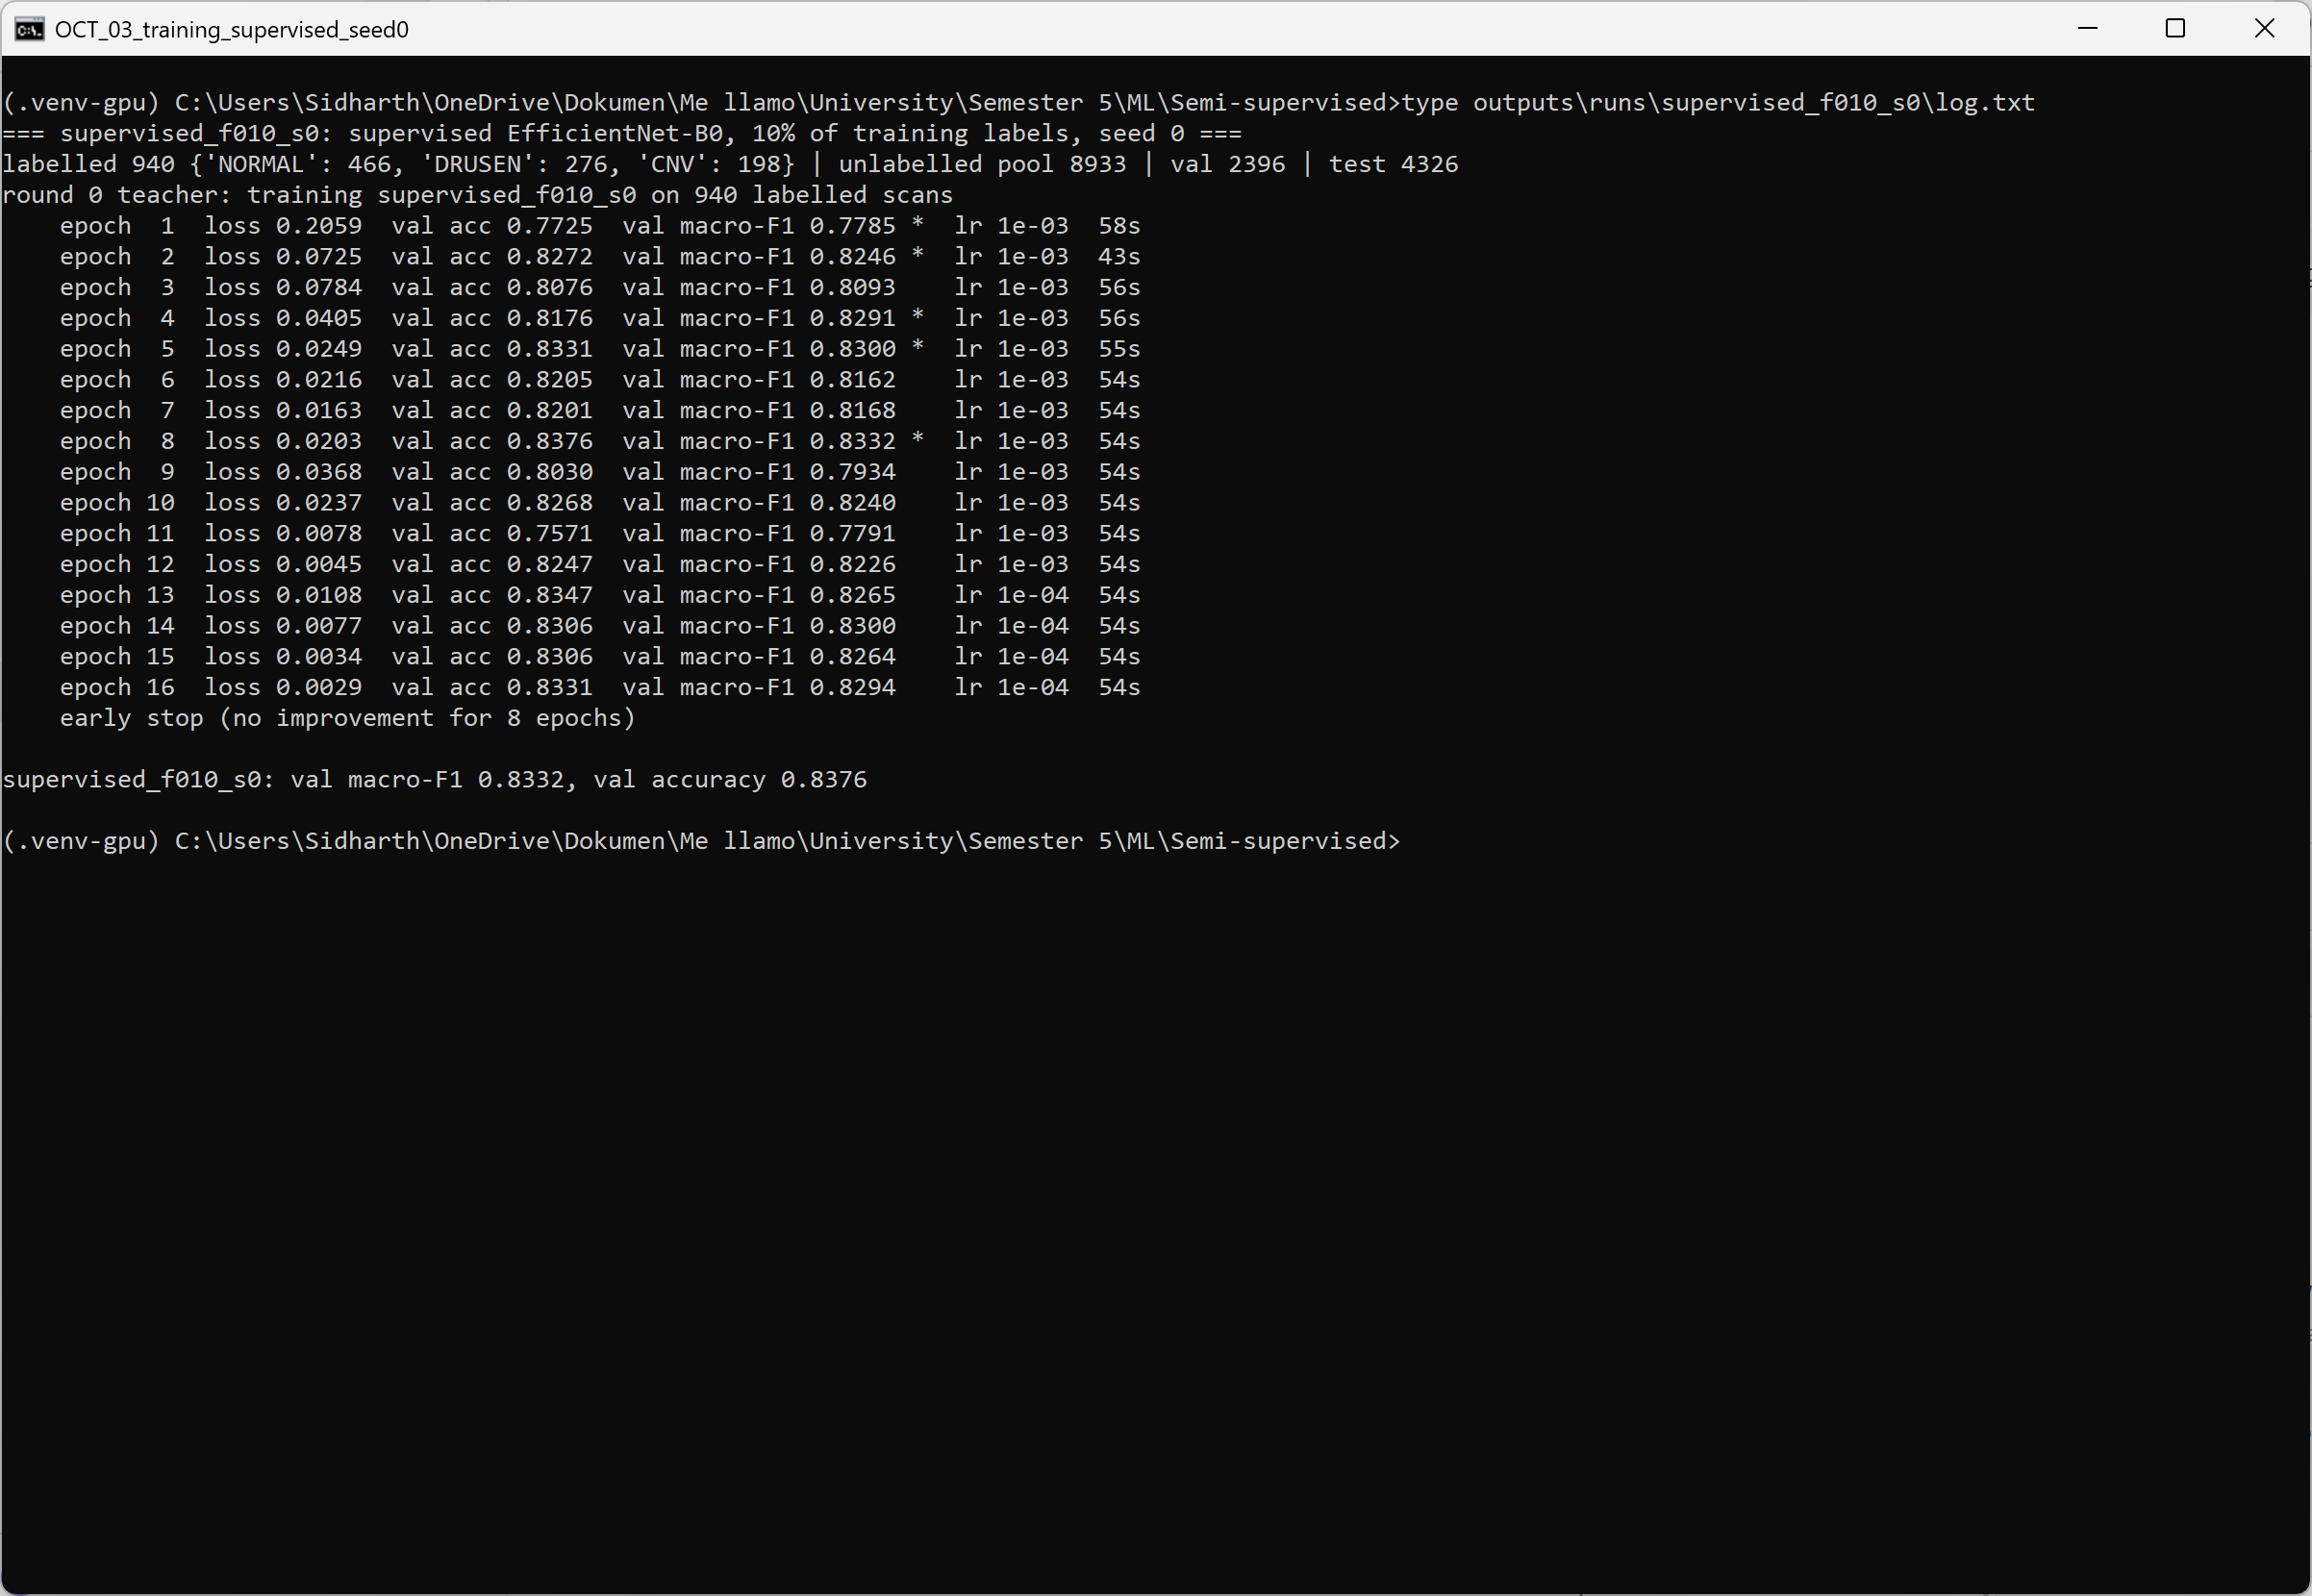 OCT_03_training_supervised_seed0
(.venv-gpu) C:\Users\Sidharth\OneDrive\Dokumen\Me llamo\University\Semester 5\ML\Semi-supervised>type outputs\runs\supervised_f010_s0\log.txt
=== supervised_f010_s0: supervised EfficientNet-B0, 10% of training labels, seed 0 ===
labelled 940 {'NORMAL': 466, 'DRUSEN': 276, 'CNV': 198} | unlabelled pool 8933 | val 2396 | test 4326
round 0 teacher: training supervised_f010_s0 on 940 labelled scans
    epoch  1  loss 0.2059  val acc 0.7725  val macro-F1 0.7785 *  lr 1e-03  58s
    epoch  2  loss 0.0725  val acc 0.8272  val macro-F1 0.8246 *  lr 1e-03  43s
    epoch  3  loss 0.0784  val acc 0.8076  val macro-F1 0.8093    lr 1e-03  56s
    epoch  4  loss 0.0405  val acc 0.8176  val macro-F1 0.8291 *  lr 1e-03  56s
    epoch  5  loss 0.0249  val acc 0.8331  val macro-F1 0.8300 *  lr 1e-03  55s
    epoch  6  loss 0.0216  val acc 0.8205  val macro-F1 0.8162    lr 1e-03  54s
    epoch  7  loss 0.0163  val acc 0.8201  val macro-F1 0.8168    lr 1e-03  54s
    epoch  8  loss 0.0203  val acc 0.8376  val macro-F1 0.8332 *  lr 1e-03  54s
    epoch  9  loss 0.0368  val acc 0.8030  val macro-F1 0.7934    lr 1e-03  54s
    epoch 10  loss 0.0237  val acc 0.8268  val macro-F1 0.8240    lr 1e-03  54s
    epoch 11  loss 0.0078  val acc 0.7571  val macro-F1 0.7791    lr 1e-03  54s
    epoch 12  loss 0.0045  val acc 0.8247  val macro-F1 0.8226    lr 1e-03  54s
    epoch 13  loss 0.0108  val acc 0.8347  val macro-F1 0.8265    lr 1e-04  54s
    epoch 14  loss 0.0077  val acc 0.8306  val macro-F1 0.8300    lr 1e-04  54s
    epoch 15  loss 0.0034  val acc 0.8306  val macro-F1 0.8264    lr 1e-04  54s
    epoch 16  loss 0.0029  val acc 0.8331  val macro-F1 0.8294    lr 1e-04  54s
    early stop (no improvement for 8 epochs)
supervised_f010_s0: val macro-F1 0.8332, val accuracy 0.8376
(.venv-gpu) C:\Users\Sidharth\OneDrive\Dokumen\Me llamo\University\Semester 5\ML\Semi-supervised>